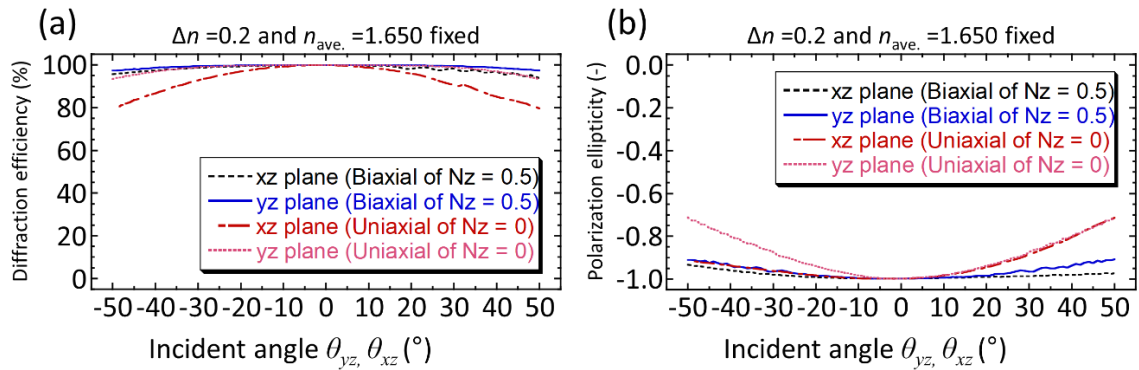 (a)
Δn =0.2 and nave. =1.650 fixed
Diffraction efficiency (%)
100
80
60
40
20
0
xz plane (Biaxial of Nz = 0.5)
yz plane (Biaxial of Nz = 0.5)
xz plane (Uniaxial of Nz = 0)
yz plane (Uniaxial of Nz = 0)
-50 -40 -30 -20 -10 0 10 20 30 40 50
Incident angle θyz, θxz (°)
(b)
Δn =0.2 and nave. =1.650 fixed
Polarization ellipticity (-)
0.0
-0.2
-0.4
-0.6
-0.8
-1.0
xz plane (Biaxial of Nz = 0.5)
yz plane (Biaxial of Nz = 0.5)
xz plane (Uniaxial of Nz = 0)
yz plane (Uniaxial of Nz = 0)
-50 -40 -30 -20 -10 0 10 20 30 40 50
Incident angle θyz, θxz (°)